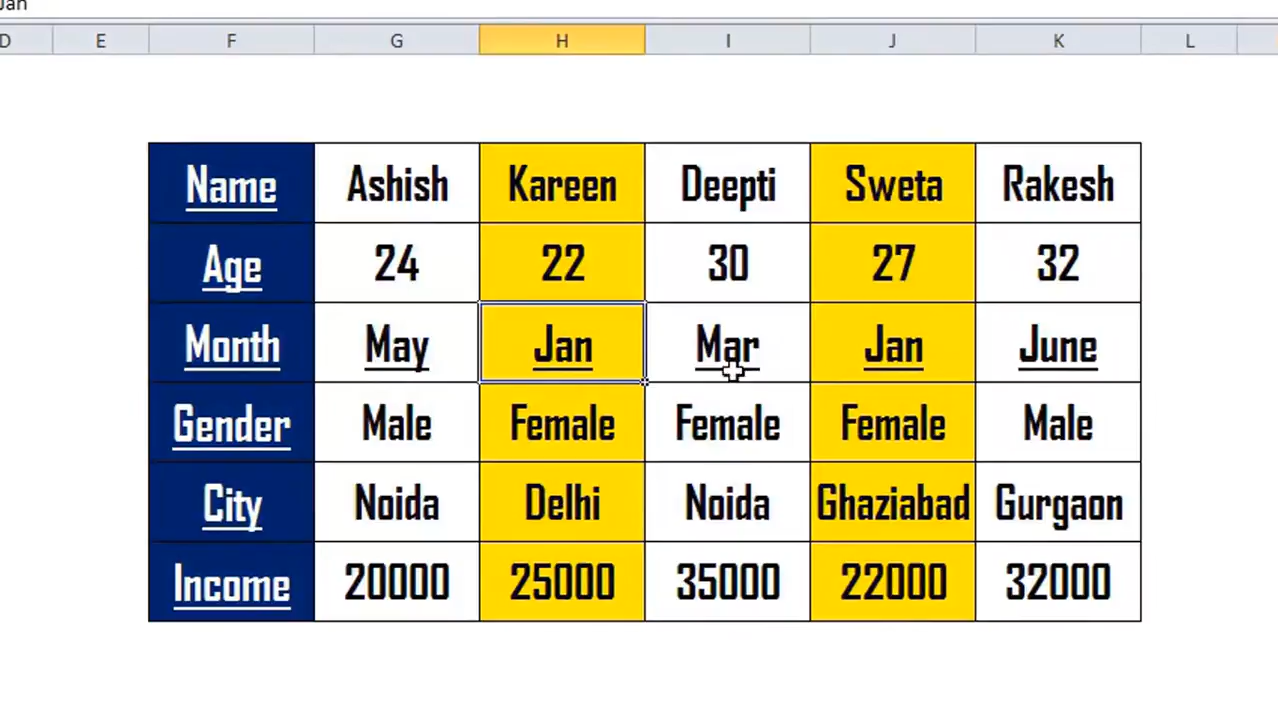 Jan
D E F G H I J K L
Name Ashish Kareen Deepti Sweta Rakesh
Age 24 22 30 27 32
Month May Jan Mar Jan June
Gender Male Female Female Female Male
City Noida Delhi Noida Ghaziabad Gurgaon
Income 20000 25000 35000 22000 32000